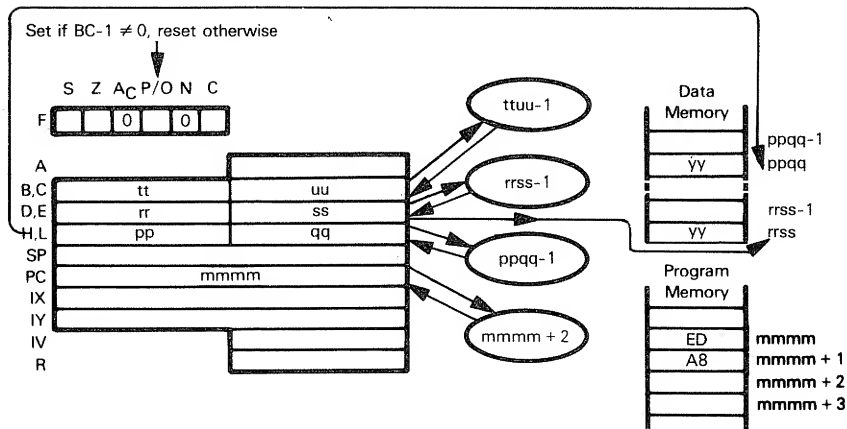 Set if BC-1 ≠ 0, reset otherwise
S Z AC P/O N C
F 0 0
ttuu-1
Data
Memory
ppqq-1
yy ppqq
A
B,C tt uu
rrss-1
D,E rr ss
rrss-1
H,L pp qq
yy rrss
SP
ppqq-1
PC mmmm
Program
Memory
IX
IY
mmmm + 2
ED mmmm
IV
A8 mmmm + 1
R
mmmm + 2
mmmm + 3